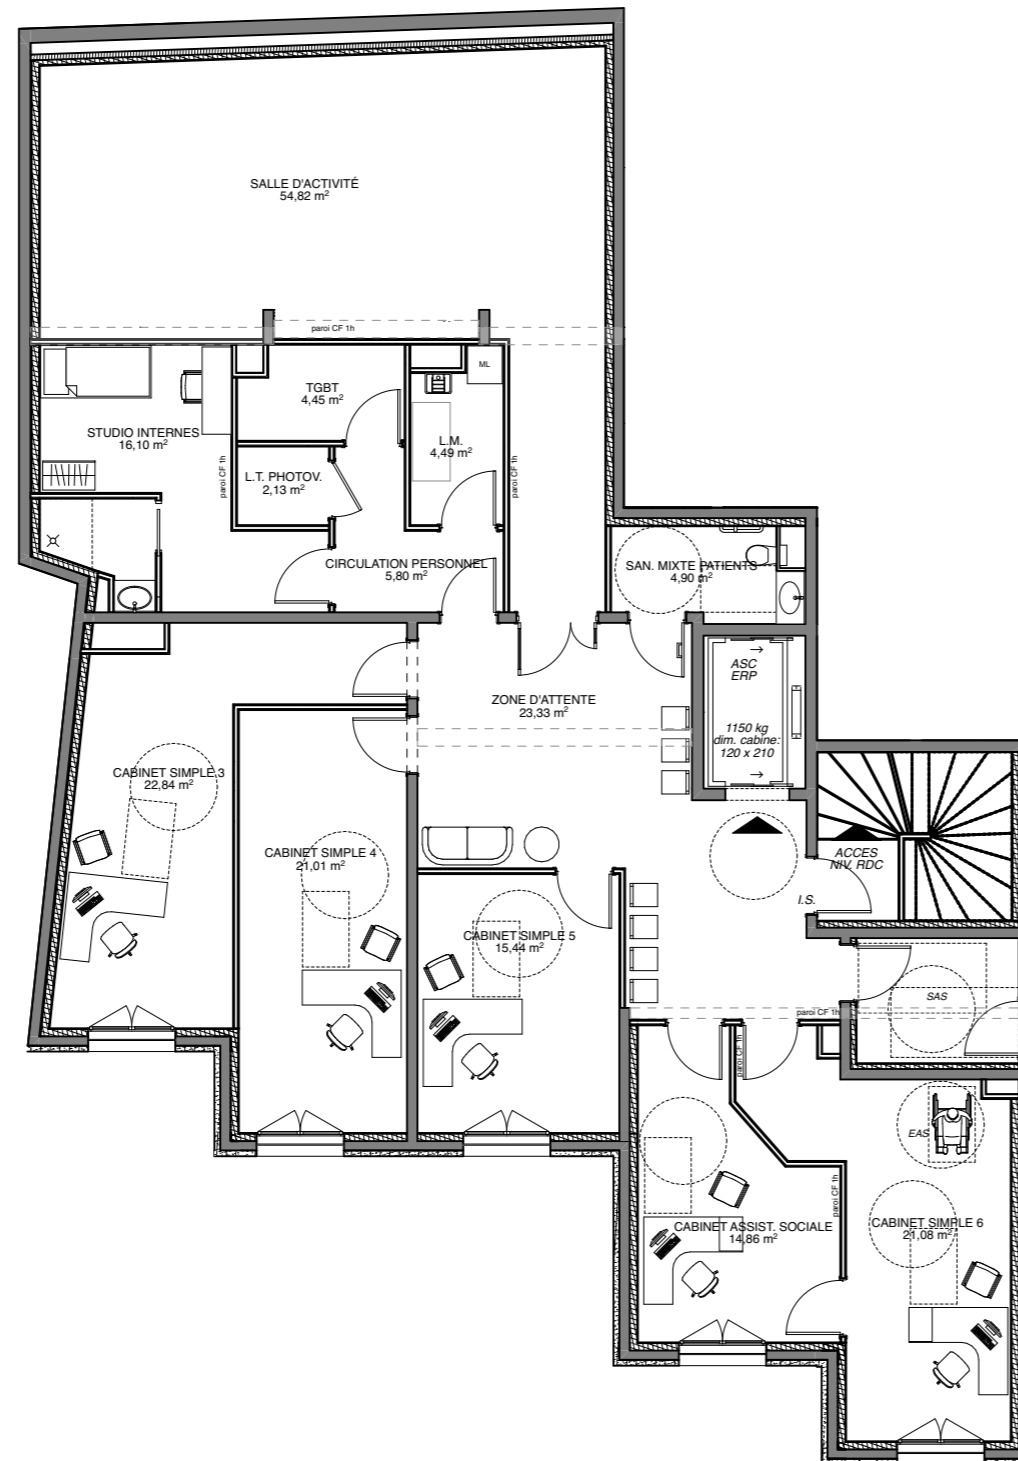 SALLE D'ACTIVITÉ
54,82 m²
paroi CF 1h
ML
TGBT
4,45 m²
STUDIO INTERNES
16,10 m²
L.M.
4,49 m²
paroi CF 1h
L.T. PHOTOV.
2,13 m²
paroi CF 1h
CIRCULATION PERSONNEL
5,80 m²
SAN. MIXTE PATIENTS
4,90 m²
ASC
ERP
ZONE D'ATTENTE
23,33 m²
1150 kg
dim. cabine:
120 x 210
CABINET SIMPLE 3
22,84 m²
CABINET SIMPLE 4
21,01 m²
ACCES
NIV. RDC
I.S.
CABINET SIMPLE 5
15,44 m²
SAS
paroi CF 1h
paroi CF 1h
EAS
paroi CF 1h
CABINET ASSIST. SOCIALE
14,86 m²
CABINET SIMPLE 6
21,08 m²